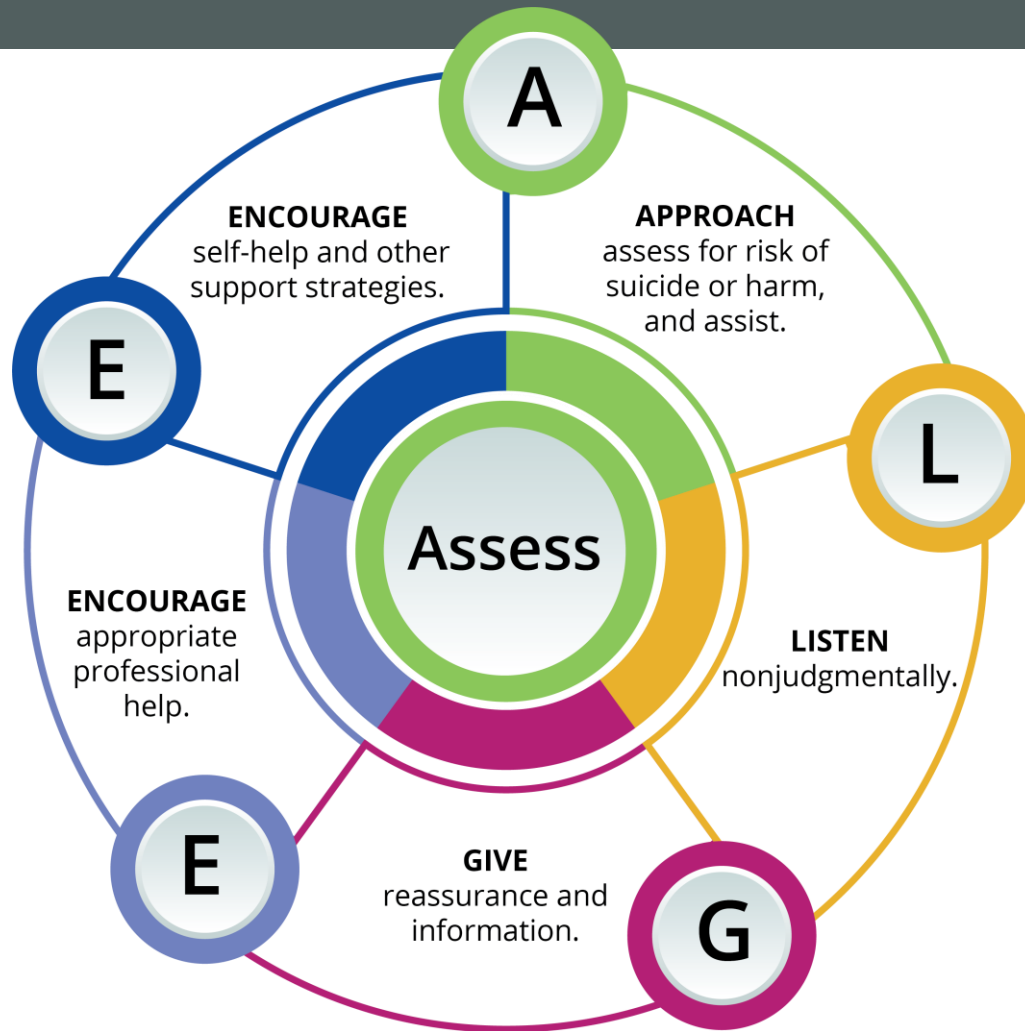 A
APPROACH
assess for risk of
suicide or harm,
and assist.
L
LISTEN
nonjudgmentally.
G
GIVE
reassurance and
information.
E
ENCOURAGE
appropriate
professional
help.
E
ENCOURAGE
self-help and other
support strategies.
Assess